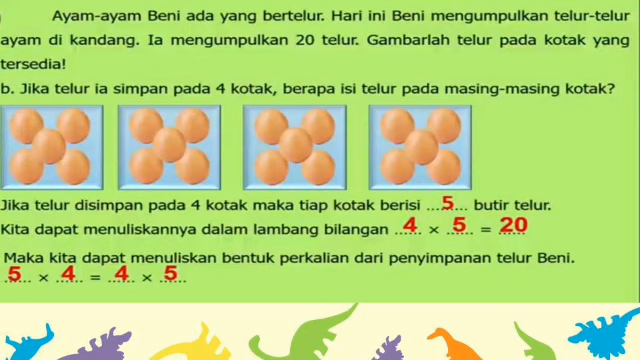 Ayam-ayam Beni ada yang bertelur. Hari ini Beni mengumpulkan telur-telur
ayam di kandang. Ia mengumpulkan 20 telur. Gambarlah telur pada kotak yang
tersedia!
b. Jika telur ia simpan pada 4 kotak, berapa isi telur pada masing-masing kotak?
Jika telur disimpan pada 4 kotak maka tiap kotak berisi ...5... butir telur.
Kita dapat menuliskannya dalam lambang bilangan ..4.. × ..5.. = 20
Maka kita dapat menuliskan bentuk perkalian dari penyimpanan telur Beni.
..5.. × ..4.. = ..4.. × ..5..